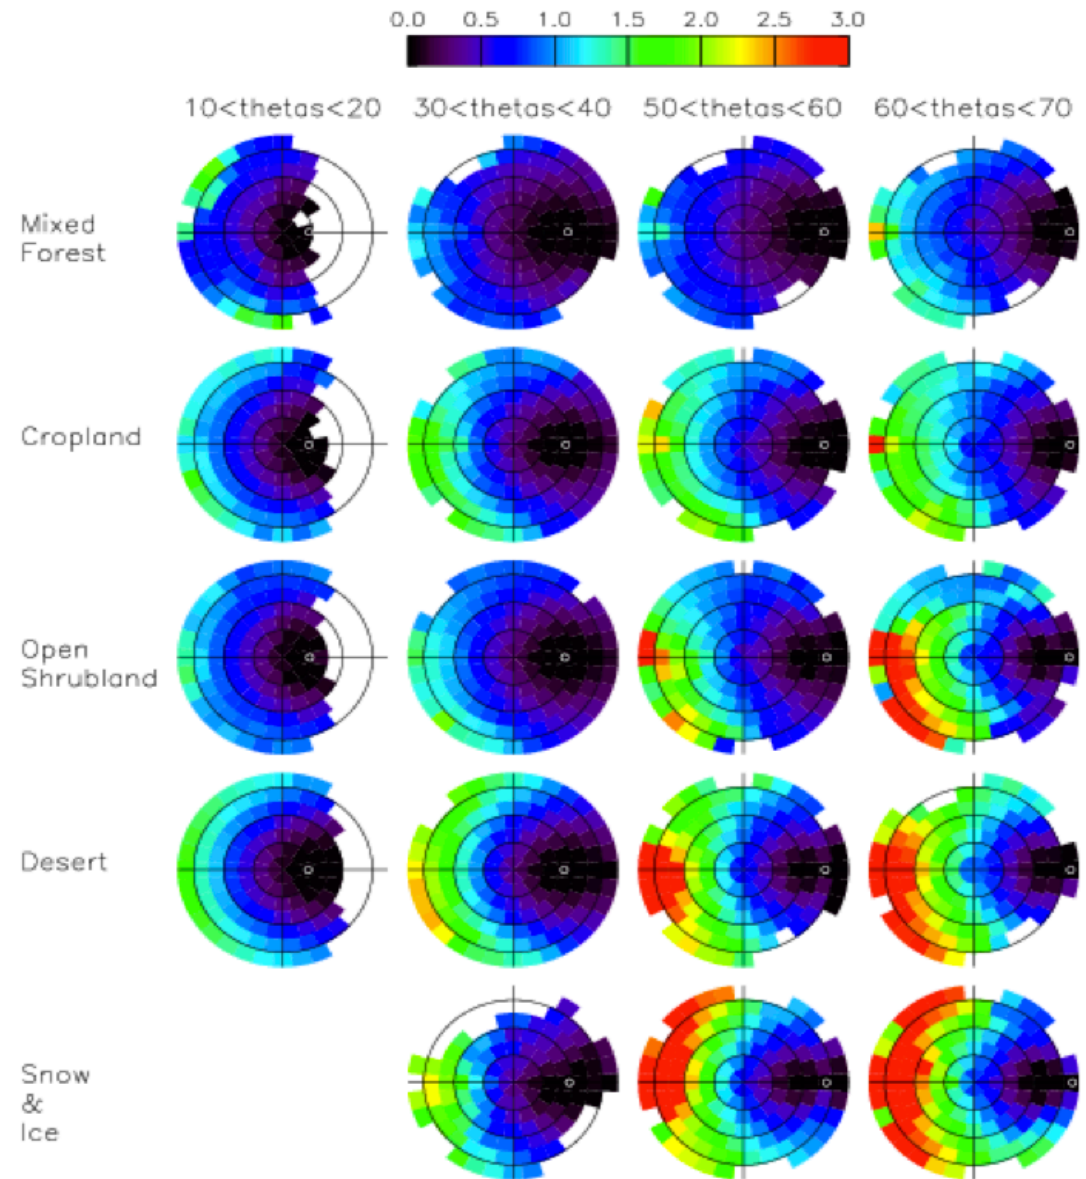 0.0 0.5 1.0 1.5 2.0 2.5 3.0
10<thetas<20 30<thetas<40 50<thetas<60 60<thetas<70
Mixed
Forest
Cropland
Open
Shrubland
Desert
Snow
&
Ice